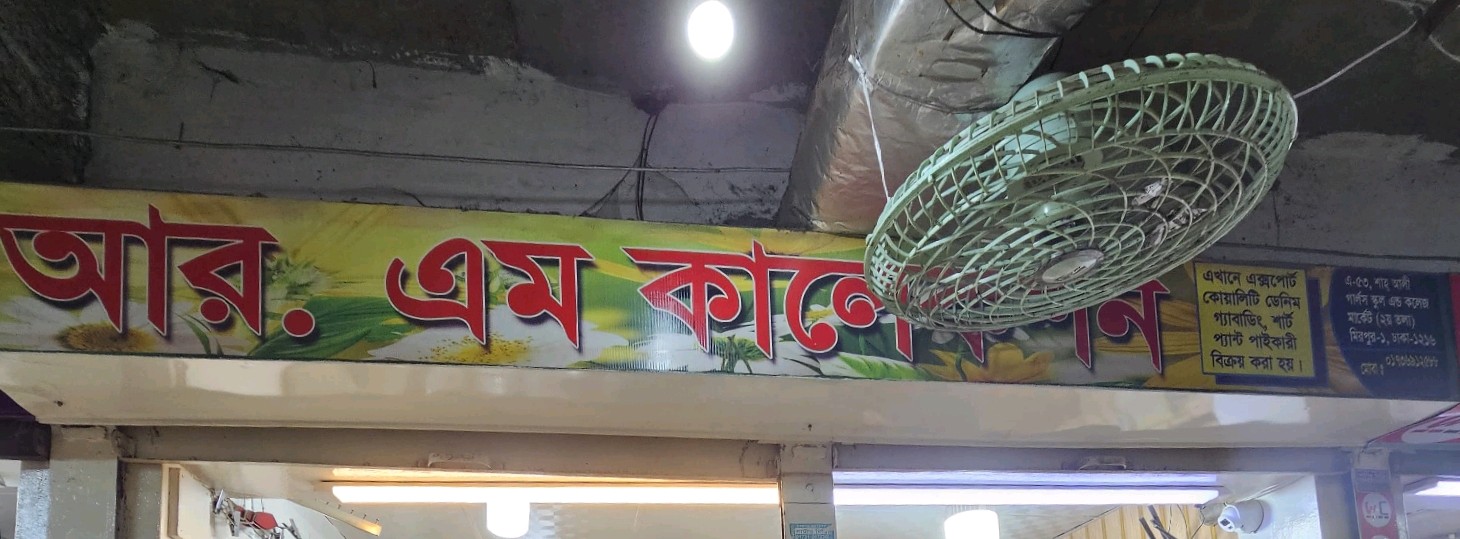 আর. এম
এখানে এক্সপোর্ট
কোয়ালিটি ডেনিম
গ্যাবাডিং, শার্ট
প্যান্ট পাইকারী
বিক্রয় করা হয়।
এ-৫৩, শাহ্ আলী
গার্লস স্কুল এন্ড কলেজ
মার্কেট (২য় তলা)
মিরপুর-১, ঢাকা-১২১৬
মোবাঃ